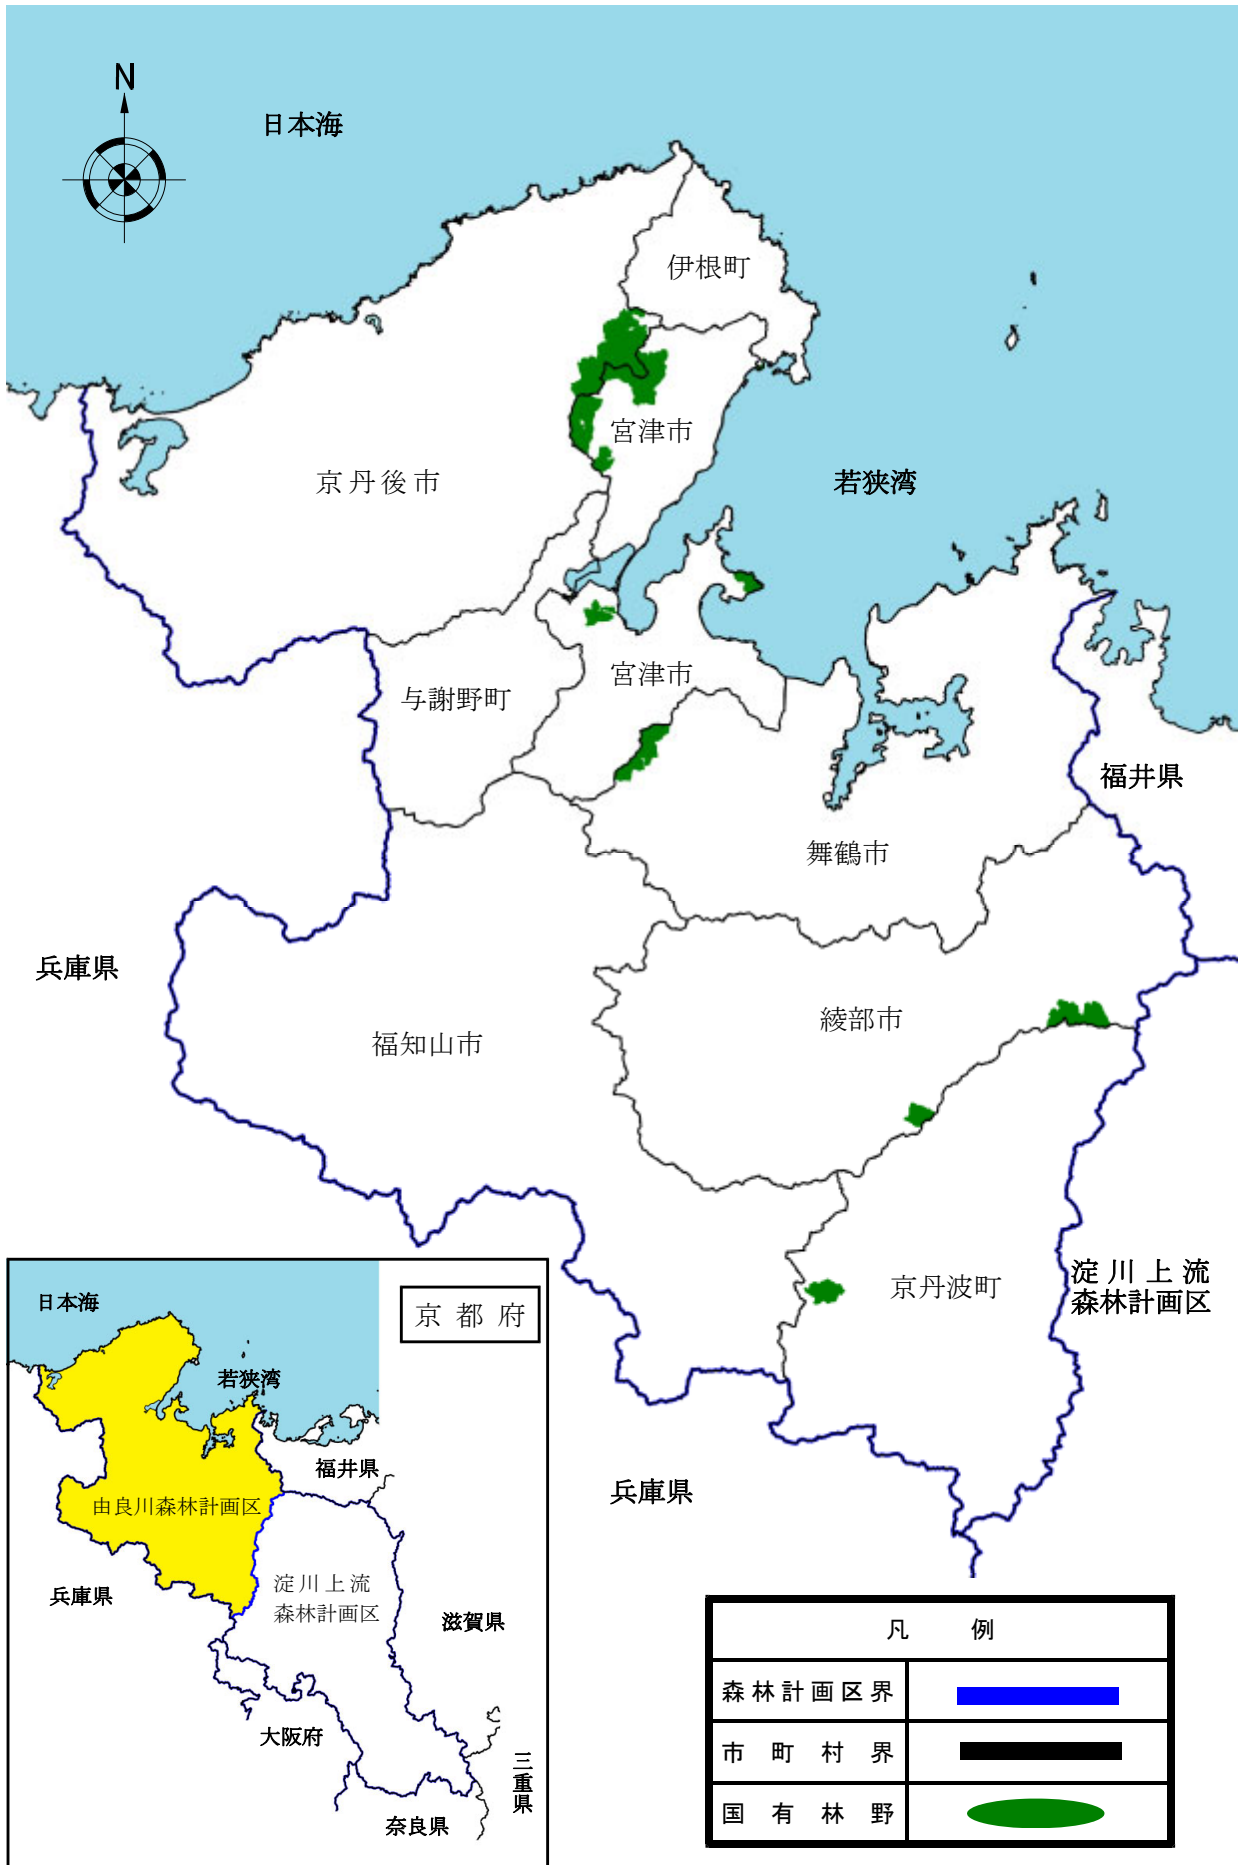 N
日本海
伊根町
宮津市
京丹後市
若狭湾
宮津市
与謝野町
福井県
舞鶴市
兵庫県
綾部市
福知山市
京丹波町
淀川上流
森林計画区
兵庫県
京都府
日本海
若狭湾
福井県
由良川森林計画区
兵庫県
淀川上流
森林計画区
滋賀県
大阪府
三重県
奈良県
凡例
森林計画区界
市町村界
国有林野